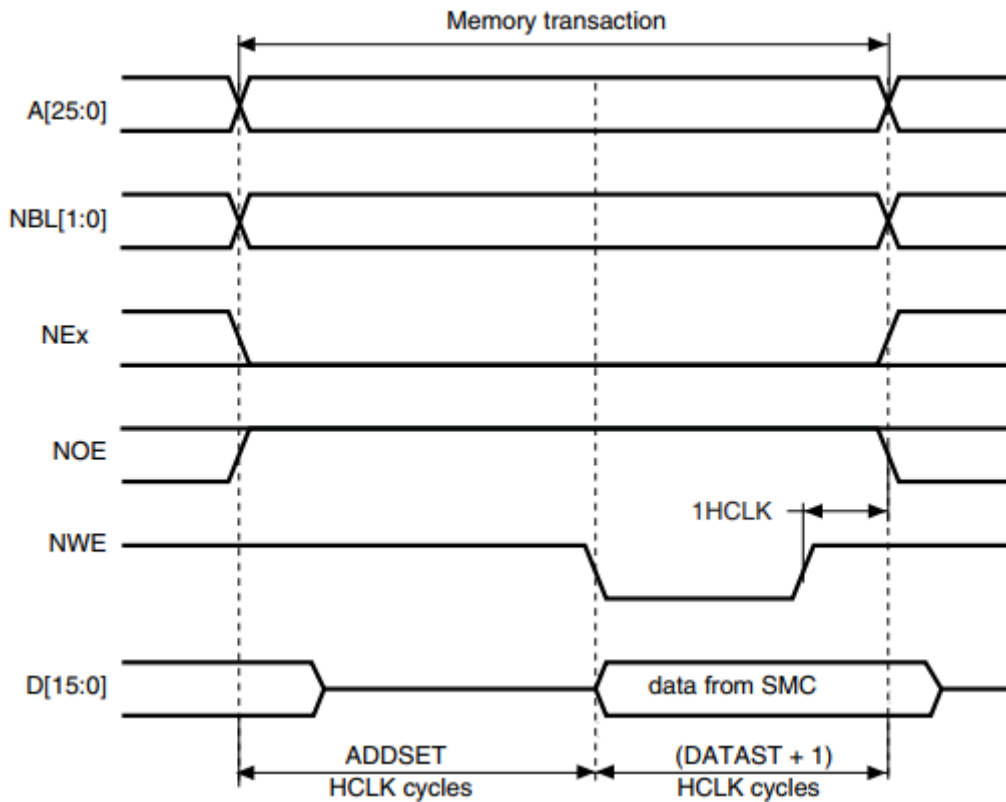 Memory transaction
A[25:0]
NBL[1:0]
NEx
NOE
1HCLK
NWE
D[15:0]
data from SMC
ADDSET
HCLK cycles
(DATAST + 1)
HCLK cycles